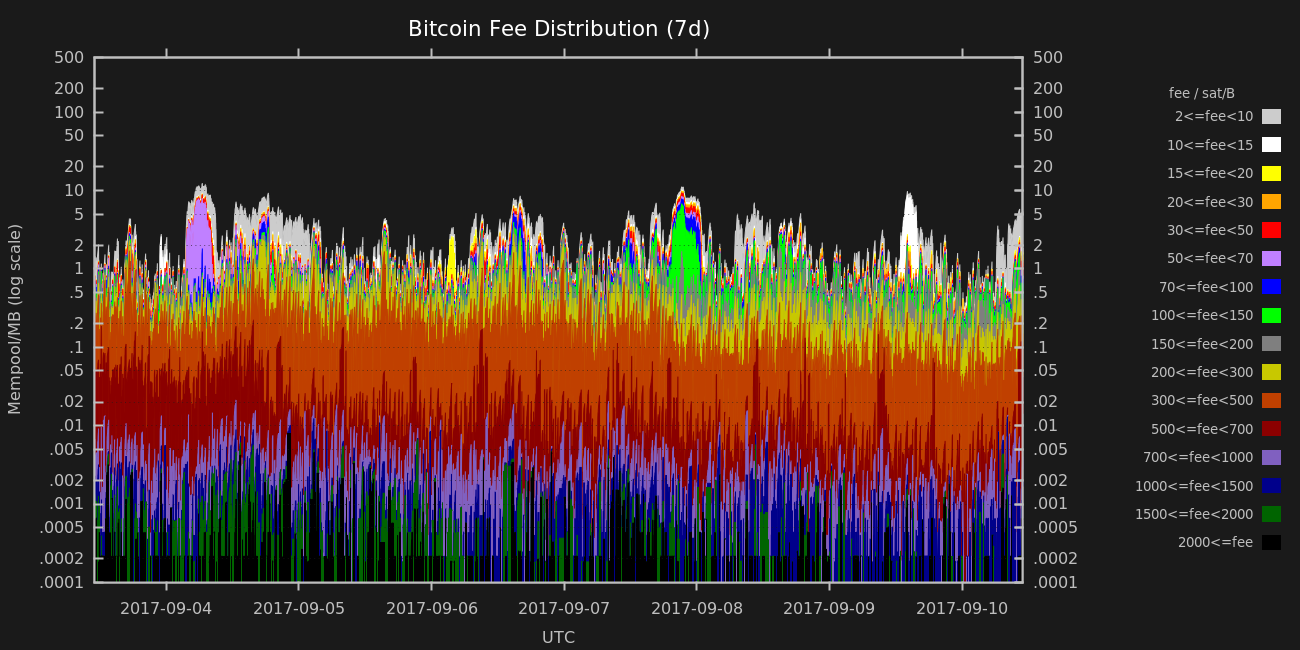 Bitcoin Fee Distribution (7d)
Mempool/MB (log scale)
500
200
100
50
20
10
5
2
1
.5
.2
.1
.05
.02
.01
.005
.002
.001
.0005
.0002
.0001
500
200
100
50
20
10
5
2
1
.5
.2
.1
.05
.02
.01
.005
.002
.001
.0005
.0002
.0001
2017-09-04 2017-09-05 2017-09-06 2017-09-07 2017-09-08 2017-09-09 2017-09-10
UTC
fee / sat/B
2<=fee<10
10<=fee<15
15<=fee<20
20<=fee<30
30<=fee<50
50<=fee<70
70<=fee<100
100<=fee<150
150<=fee<200
200<=fee<300
300<=fee<500
500<=fee<700
700<=fee<1000
1000<=fee<1500
1500<=fee<2000
2000<=fee